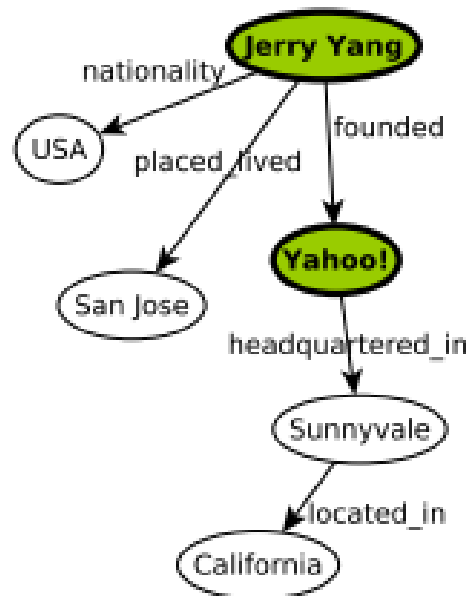 Jerry Yang
nationality
founded
USA
placed_lived
Yahoo!
San Jose
headquartered_in
Sunnyvale
located_in
California